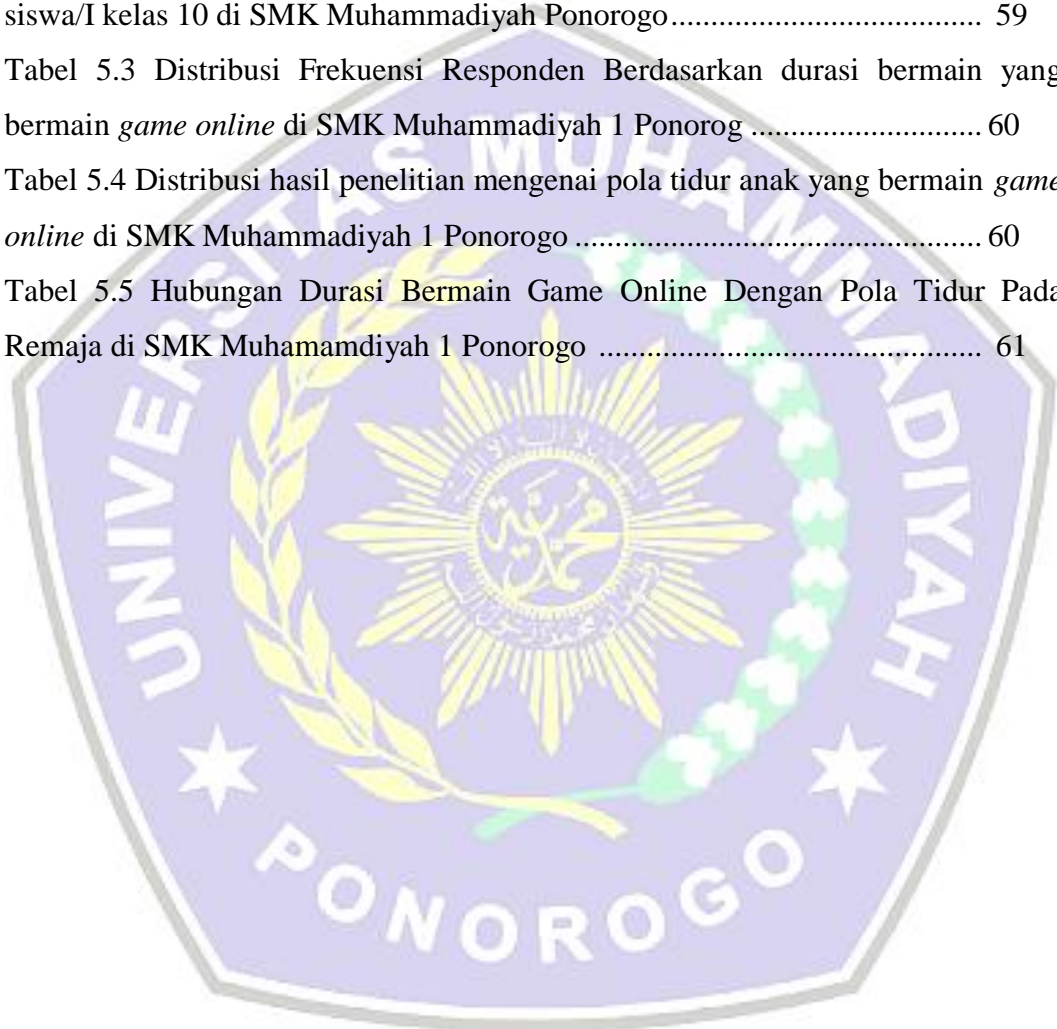 siswa/I kelas 10 di SMK Muhammadiyah Ponorogo.................................. 59
Tabel 5.3 Distribusi Frekuensi Responden Berdasarkan durasi bermain yang
bermain game online di SMK Muhammadiyah 1 Ponorog ......................... 60
Tabel 5.4 Distribusi hasil penelitian mengenai pola tidur anak yang bermain game
online di SMK Muhammadiyah 1 Ponorogo ............................................ 60
Tabel 5.5 Hubungan Durasi Bermain Game Online Dengan Pola Tidur Pada
Remaja di SMK Muhamamdiyah 1 Ponorogo .......................................... 61
UNIVERSITAS MUHAMMADIYAH
PONOROGO